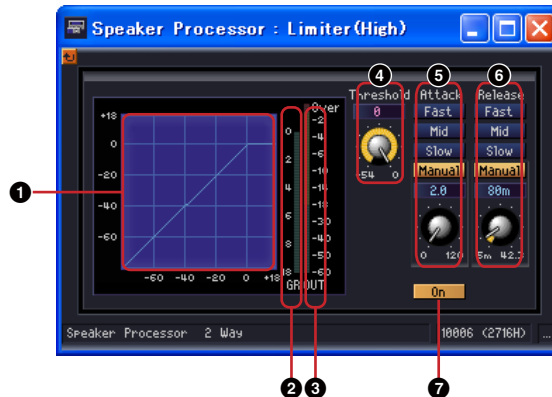 Speaker Processor : Limiter(High)
4 5 6
Threshold Attack Release
0 Fast Fast
Mid Mid
Slow Slow
Manual Manual
2.0 80m
-54 0
0 120
5m 42.3
On
+18
0
-20
-40
-60
-60 -40 -20 0 +18
0
2
4
6
8
18
GR
Over
-2
-4
-6
-10
-18
-30
-40
-50
-60
OUT
1
Speaker Processor 2 Way 10006 (2716H) ...
2 3 7